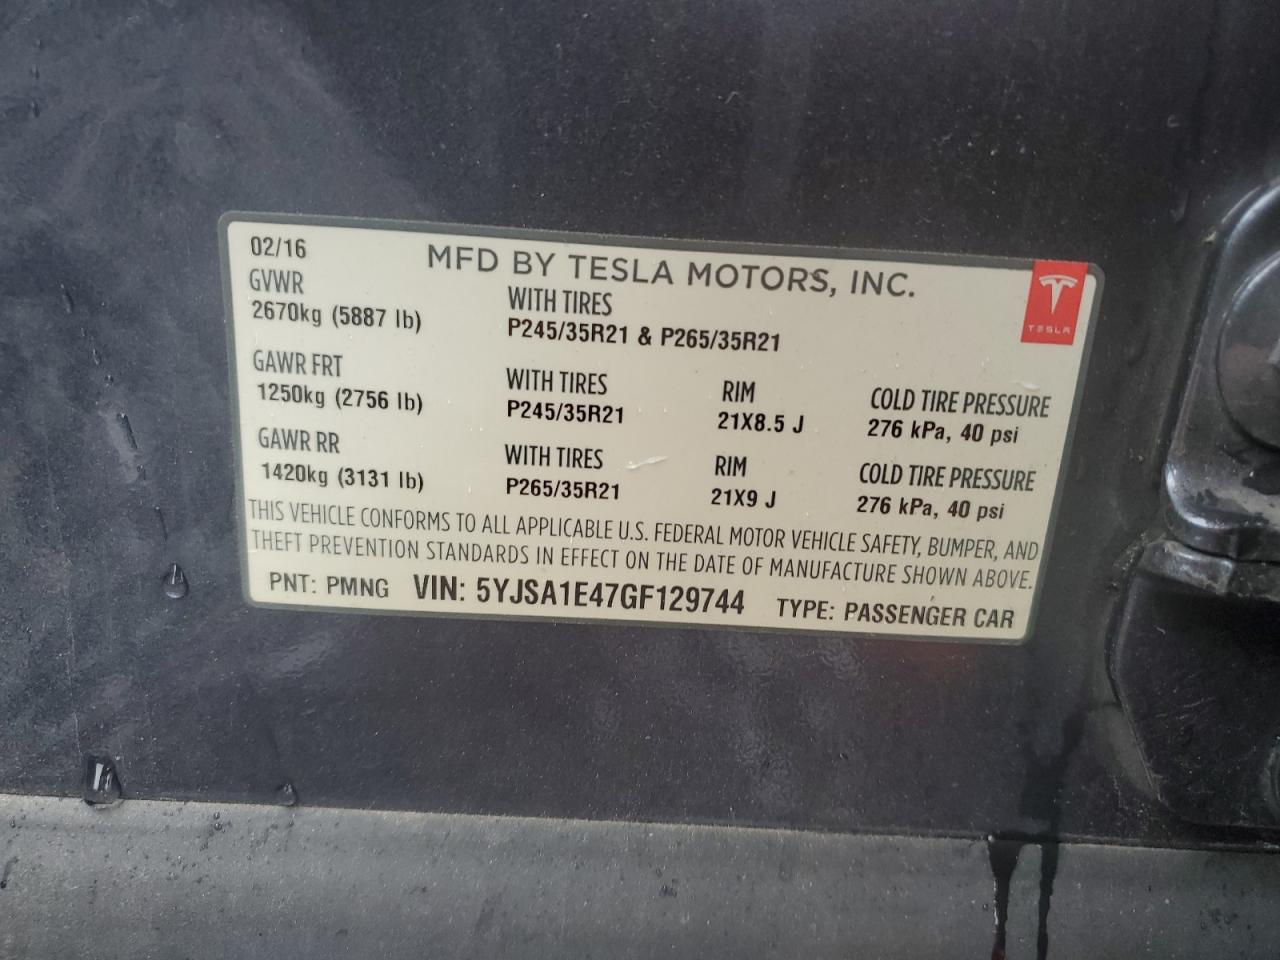 02/16 MFD BY TESLA MOTORS, INC.
GVWR WITH TIRES
2670kg (5887 lb) P245/35R21 & P265/35R21
TESLA
GAWR FRT WITH TIRES RIM COLD TIRE PRESSURE
1250kg (2756 lb) P245/35R21 21X8.5 J 276 kPa, 40 psi
GAWR RR WITH TIRES RIM COLD TIRE PRESSURE
1420kg (3131 lb) P265/35R21 21X9 J 276 kPa, 40 psi
THIS VEHICLE CONFORMS TO ALL APPLICABLE U.S. FEDERAL MOTOR VEHICLE SAFETY, BUMPER, AND
THEFT PREVENTION STANDARDS IN EFFECT ON THE DATE OF MANUFACTURE SHOWN ABOVE.
PNT: PMNG VIN: 5YJSA1E47GF129744 TYPE: PASSENGER CAR